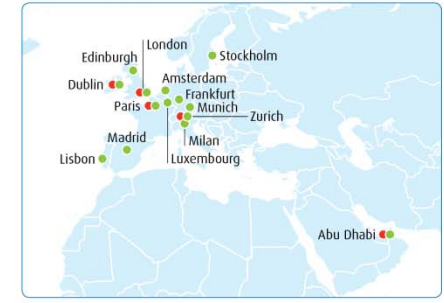 London
Edinburgh
Stockholm
Dublin
Amsterdam
Frankfurt
Paris
Munich
Zurich
Madrid
Milan
Lisbon
Luxembourg
Abu Dhabi